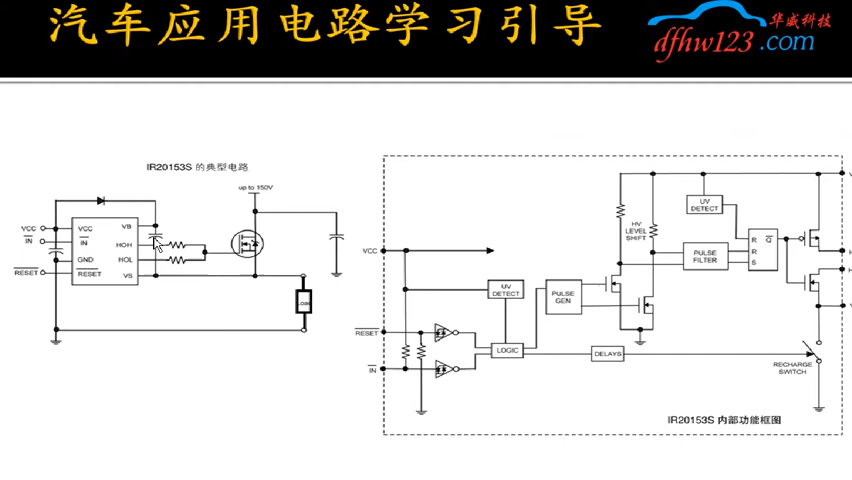 汽车应用电路学习引导
华威科技
dfhw123.com
IR20153S 的典型电路
up to 150V
VCC
IN
RESET
VCC
IN
GND
RESET
VB
HOH
HOL
VS
LOAD
VCC
RESET
IN
UV
DETECT
LOGIC
PULSE
GEN
HV
LEVEL
SHIFT
DELAYS
UV
DETECT
PULSE
FILTER
R
R
S
Q
RECHARGE
SWITCH
IR20153S 内部功能框图